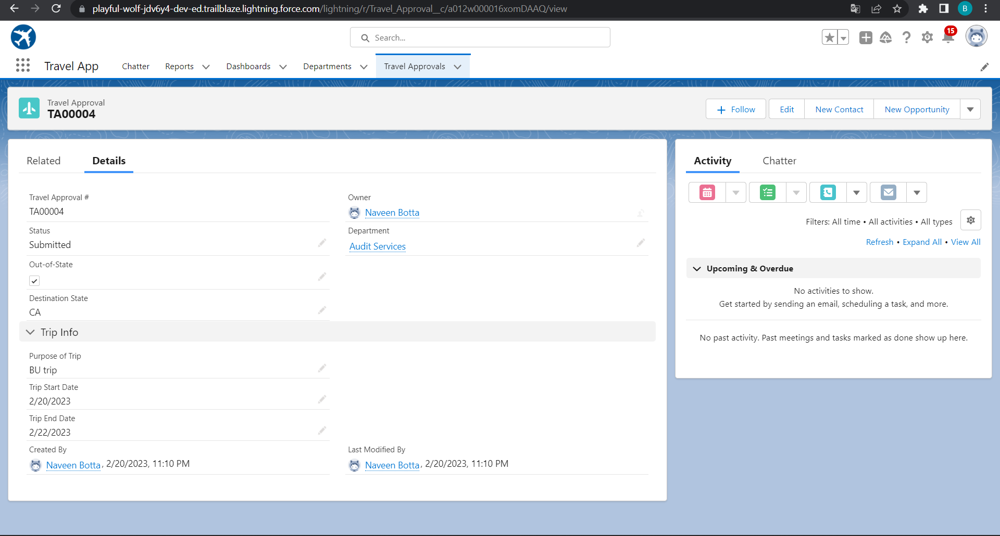 playful-wolf-jdv6y4-dev-ed.trailblaze.lightning.force.com/lightning/r/Travel_Approval__c/a012w000016xomDAAQ/view
B
Search...
15
Travel App
Chatter
Reports
Dashboards
Departments
Travel Approvals
Travel Approval
TA00004
Follow
Edit
New Contact
New Opportunity
Related
Details
Travel Approval #
TA00004
Owner
Naveen Botta
Status
Submitted
Department
Audit Services
Out-of-State
Destination State
CA
Trip Info
Purpose of Trip
BU trip
Trip Start Date
2/20/2023
Trip End Date
2/22/2023
Created By
Naveen Botta, 2/20/2023, 11:10 PM
Last Modified By
Naveen Botta, 2/20/2023, 11:10 PM
Activity
Chatter
Filters: All time • All activities • All types
Refresh • Expand All • View All
Upcoming & Overdue
No activities to show.
Get started by sending an email, scheduling a task, and more.
No past activity. Past meetings and tasks marked as done show up here.